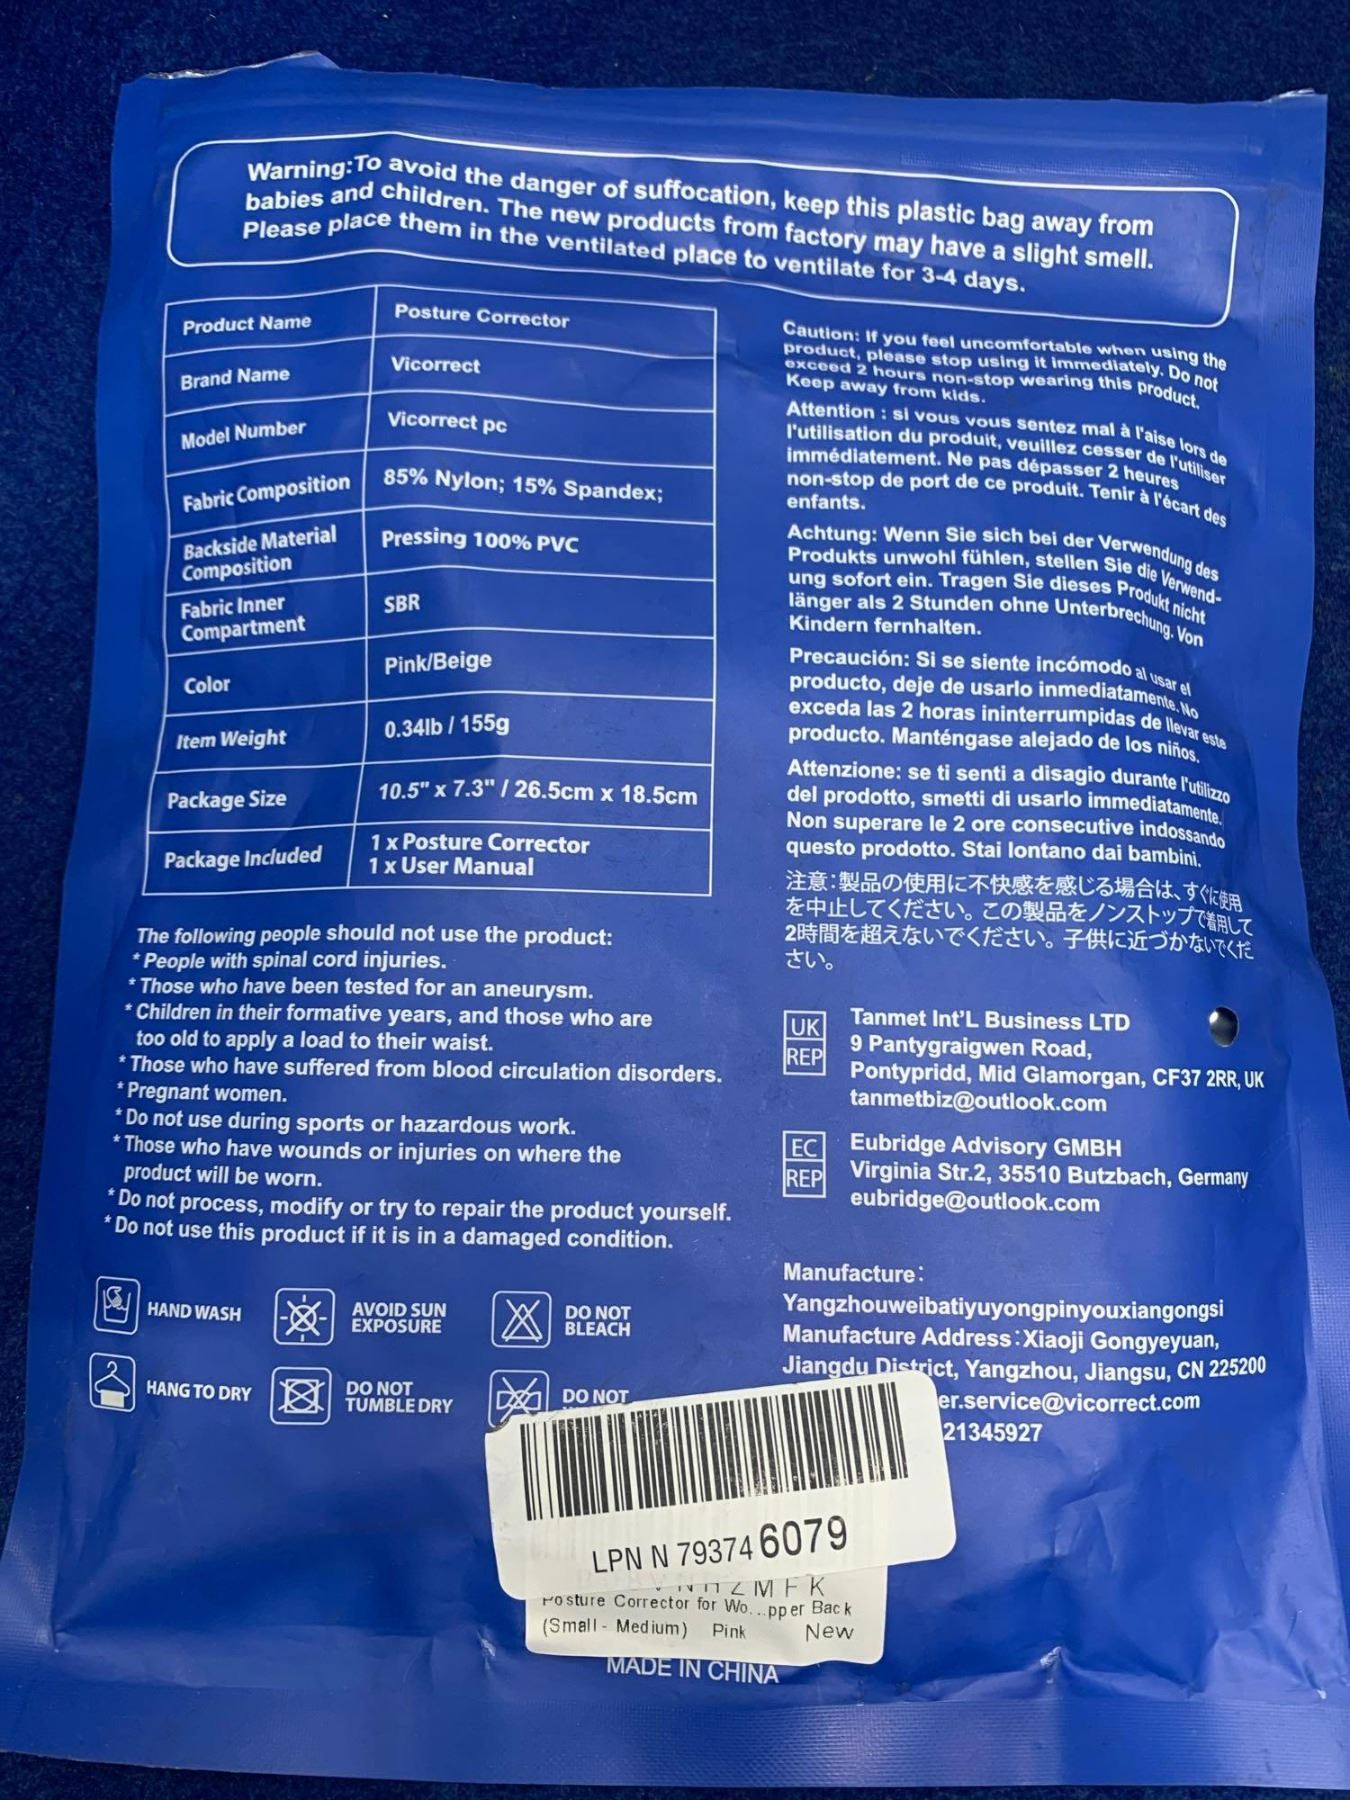 Warning:To avoid the danger of suffocation, keep this plastic bag away from
babies and children. The new products from factory may have a slight smell.
Please place them in the ventilated place to ventilate for 3-4 days.
Product Name
Posture Corrector
Brand Name
Vicorrect
Model Number
Vicorrect pc
Fabric Composition
85% Nylon; 15% Spandex;
Backside Material
Composition
Pressing 100% PVC
Fabric Inner
Compartment
SBR
Color
Pink/Beige
Item Weight
0.34lb / 155g
Package Size
10.5" x 7.3" / 26.5cm x 18.5cm
Package Included
1 x Posture Corrector
1 x User Manual
The following people should not use the product:
* People with spinal cord injuries.
* Those who have been tested for an aneurysm.
* Children in their formative years, and those who are
too old to apply a load to their waist.
* Those who have suffered from blood circulation disorders.
* Pregnant women.
* Do not use during sports or hazardous work.
* Those who have wounds or injuries on where the
product will be worn.
* Do not process, modify or try to repair the product yourself.
* Do not use this product if it is in a damaged condition.
HAND WASH
AVOID SUN
EXPOSURE
DO NOT
BLEACH
HANG TO DRY
DO NOT
TUMBLE DRY
DO NOT
Caution: If you feel uncomfortable when using the
product, please stop using it immediately. Do not
exceed 2 hours non-stop wearing this product.
Keep away from kids.
Attention : si vous vous sentez mal à l'aise lors de
l'utilisation du produit, veuillez cesser de l'utiliser
immédiatement. Ne pas dépasser 2 heures
non-stop de port de ce produit. Tenir à l'écart des
enfants.
Achtung: Wenn Sie sich bei der Verwendung des
Produkts unwohl fühlen, stellen Sie die Verwend-
ung sofort ein. Tragen Sie dieses Produkt nicht
länger als 2 Stunden ohne Unterbrechung. Von
Kindern fernhalten.
Precaución: Si se siente incómodo al usar el
producto, deje de usarlo inmediatamente. No
exceda las 2 horas ininterrumpidas de llevar este
producto. Manténgase alejado de los niños.
Attenzione: se ti senti a disagio durante l'utilizzo
del prodotto, smetti di usarlo immediatamente.
Non superare le 2 ore consecutive indossando
questo prodotto. Stai lontano dai bambini.
注意:製品の使用に不快感を感じる場合は、すぐに使用
を中止してください。この製品をノンストップで着用して
2時間を超えないでください。子供に近づかないでくだ
さい。
UK
REP
Tanmet Int'L Business LTD
9 Pantygraigwen Road,
Pontypridd, Mid Glamorgan, CF37 2RR, UK
tanmetbiz@outlook.com
EC
REP
Eubridge Advisory GMBH
Virginia Str.2, 35510 Butzbach, Germany
eubridge@outlook.com
Manufacture:
Yangzhouweibatiyuyongpinyouxiangongsi
Manufacture Address:Xiaoji Gongyeyuan,
Jiangdu District, Yangzhou, Jiangsu, CN 225200
er.service@vicorrect.com
21345927
LPN N 793746079
Posture Corrector for Wo...pper Back
(Small - Medium) Pink New
MADE IN CHINA